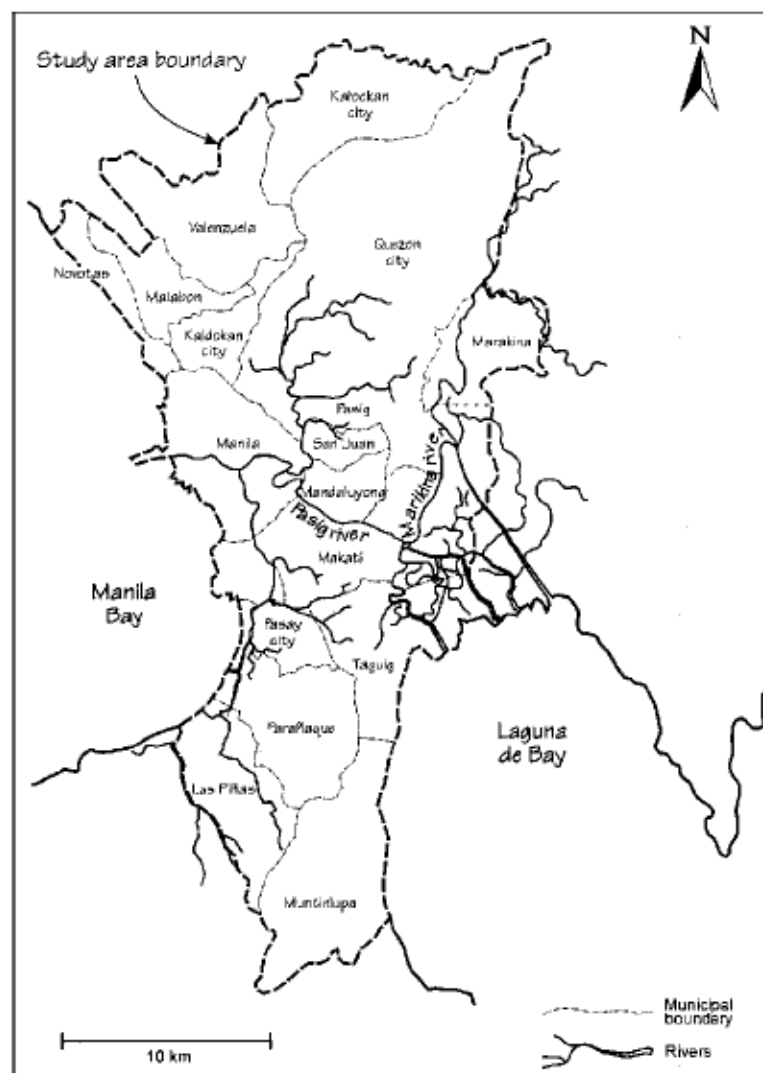 N
Study area boundary
Kalookan
city
Valenzuela
Quezon
city
Novotas
Malabon
Kaldokan
city
Marakina
Pasig
San Juan
Manila
Mandaluyong
Marikina river
Pasig river
Makati
Manila
Bay
Pasay
city
Taguig
Parañaque
Laguna
de Bay
Las Piñas
Muntinlupa
Municipal
boundary
Rivers
10 km